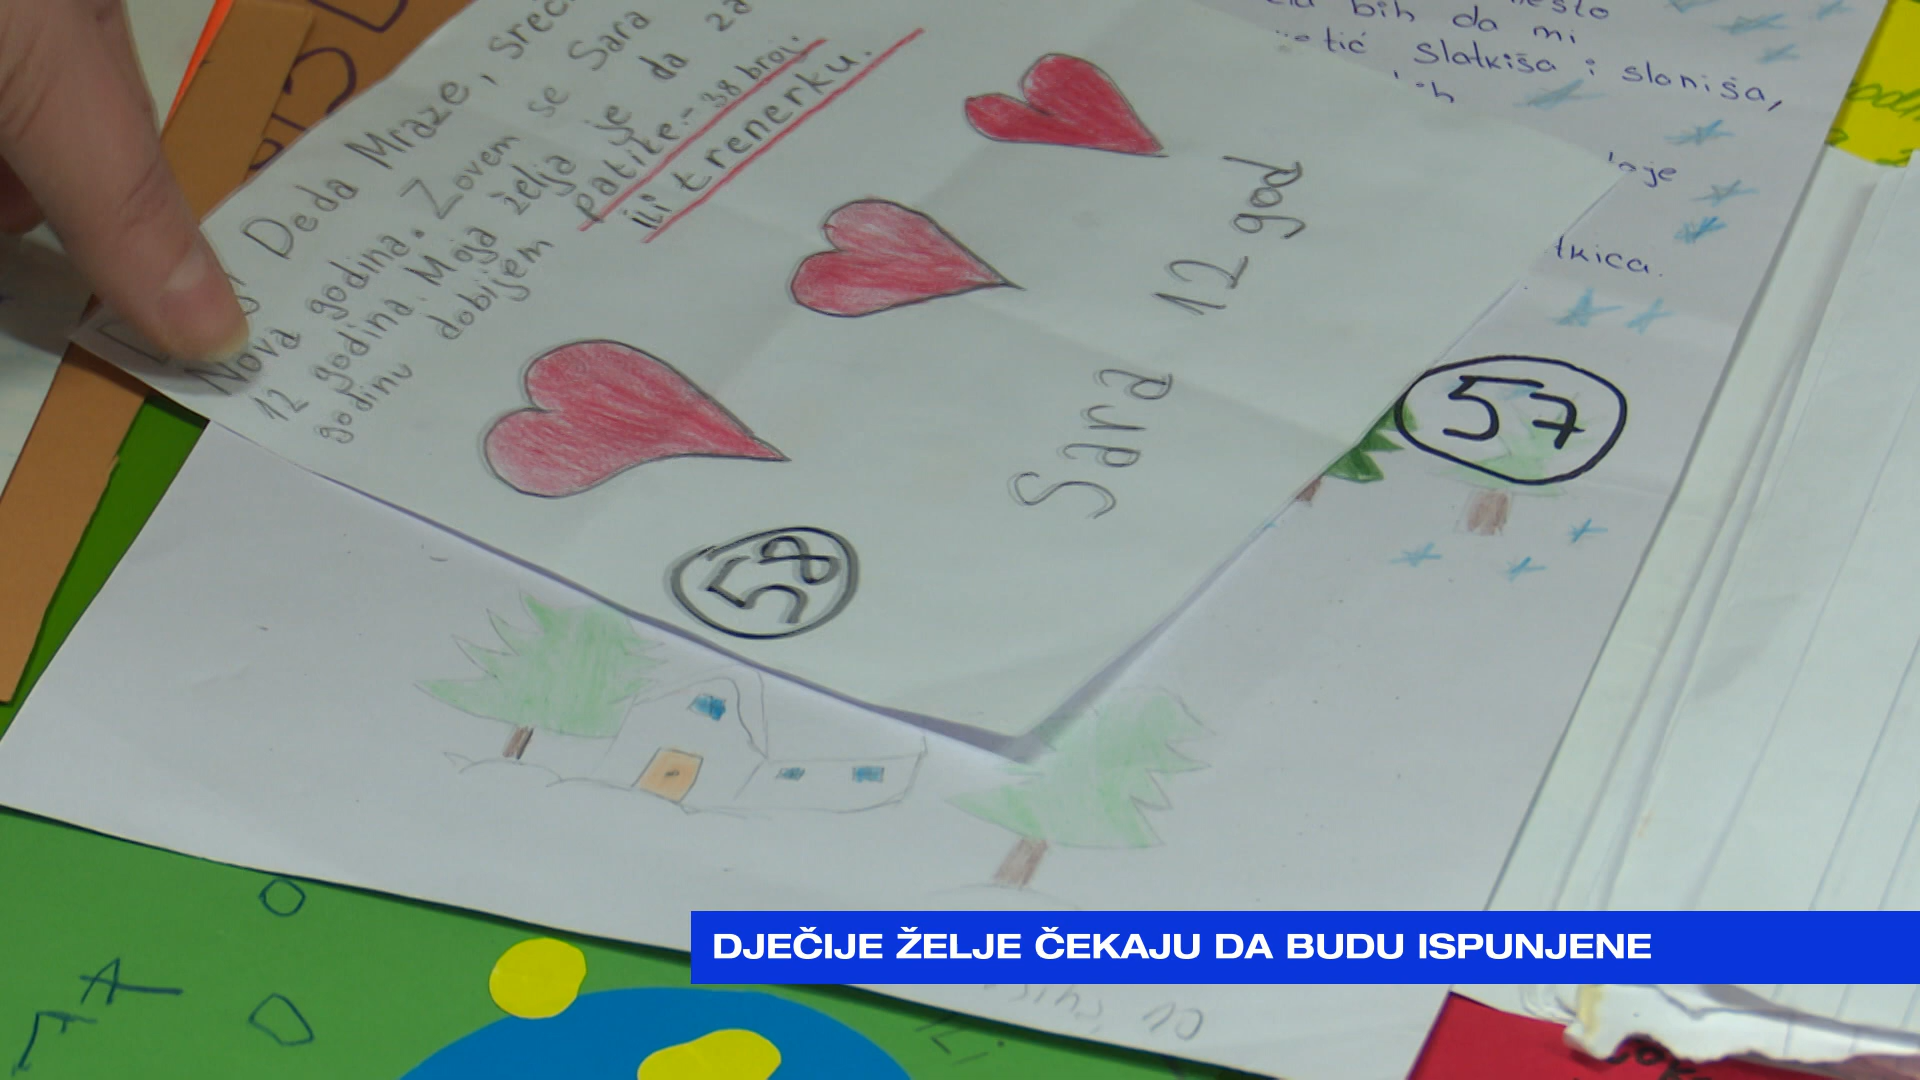 Deda Mraze, sreć
Nova godina. Zovem se Sara
12 godina. Moja želja je da za
godinu dobijem patike - 38 broj.
ili trenerku.
Sara 12 god
58
bih da mi
slatkiša i slaniša,
57
DJEČIJE ŽELJE ČEKAJU DA BUDU ISPUNJENE